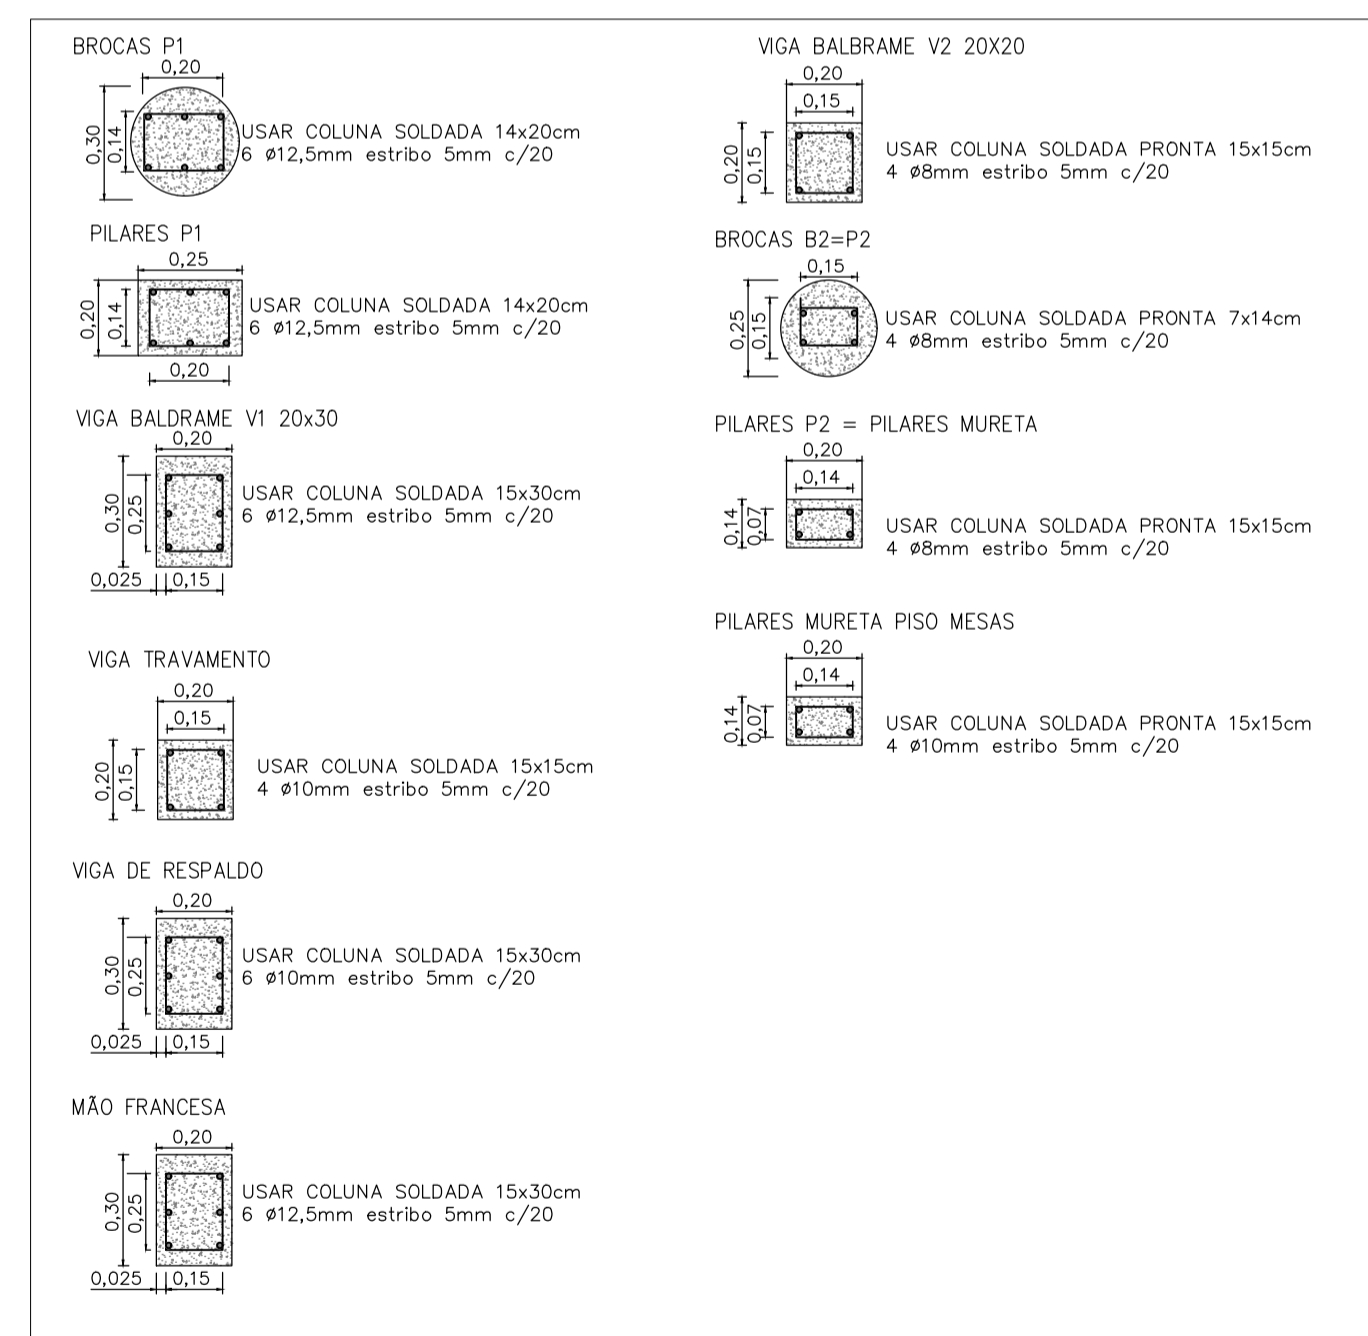 BROCAS P1
0,20
0,30
0,14
USAR COLUNA SOLDADA 14x20cm
6 ø12,5mm estribo 5mm c/20
PILARES P1
0,25
0,20
0,14
USAR COLUNA SOLDADA 14x20cm
6 ø12,5mm estribo 5mm c/20
0,20
VIGA BALDRAME V1 20x30
0,20
0,30
0,25
USAR COLUNA SOLDADA 15x30cm
6 ø12,5mm estribo 5mm c/20
0,025
0,15
VIGA TRAVAMENTO
0,20
0,15
0,20
0,15
USAR COLUNA SOLDADA 15x15cm
4 ø10mm estribo 5mm c/20
VIGA DE RESPALDO
0,20
0,30
0,25
USAR COLUNA SOLDADA 15x30cm
6 ø10mm estribo 5mm c/20
0,025
0,15
MÃO FRANCESA
0,20
0,30
0,25
USAR COLUNA SOLDADA 15x30cm
6 ø12,5mm estribo 5mm c/20
0,025
0,15
VIGA BALBRAME V2 20X20
0,20
0,15
0,20
0,15
USAR COLUNA SOLDADA PRONTA 15x15cm
4 ø8mm estribo 5mm c/20
BROCAS B2=P2
0,15
0,25
0,15
USAR COLUNA SOLDADA PRONTA 7x14cm
4 ø8mm estribo 5mm c/20
PILARES P2 = PILARES MURETA
0,20
0,14
0,14
0,07
USAR COLUNA SOLDADA PRONTA 15x15cm
4 ø8mm estribo 5mm c/20
PILARES MURETA PISO MESAS
0,20
0,14
0,14
0,07
USAR COLUNA SOLDADA PRONTA 15x15cm
4 ø10mm estribo 5mm c/20